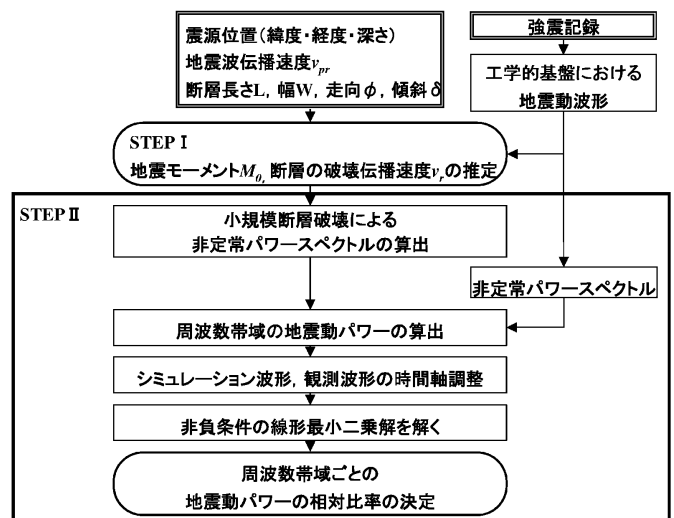 震源位置(緯度・経度・深さ)
地震波伝播速度vpr
断層長さL, 幅W, 走向φ, 傾斜δ
強震記録
工学的基盤における
地震動波形
STEP I
地震モーメントM0, 断層の破壊伝播速度vrの推定
STEP II
小規模断層破壊による
非定常パワースペクトルの算出
非定常パワースペクトル
周波数帯域の地震動パワーの算出
シミュレーション波形, 観測波形の時間軸調整
非負条件の線形最小二乗解を解く
周波数帯域ごとの
地震動パワーの相対比率の決定